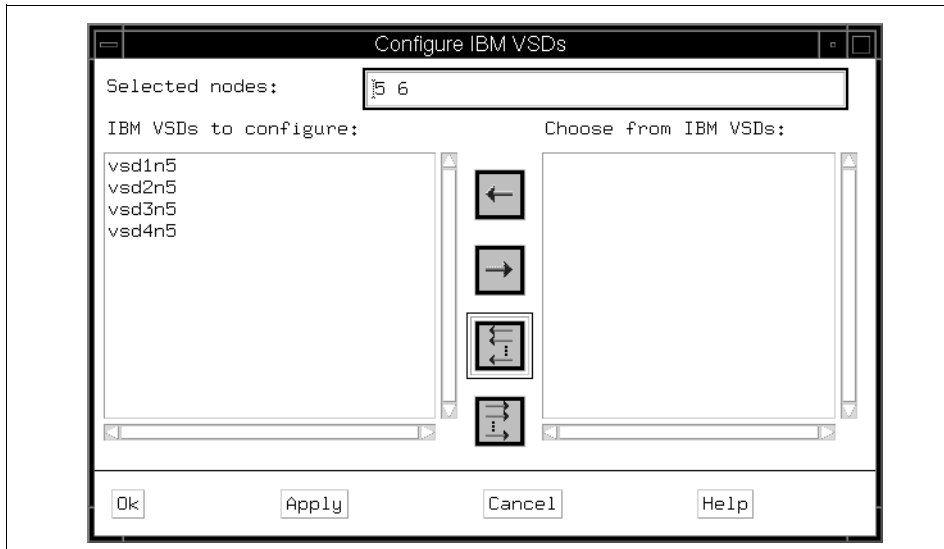 Configure IBM VSDs
Selected nodes:
5 6
IBM VSDs to configure:
Choose from IBM VSDs:
vsd1n5
vsd2n5
vsd3n5
vsd4n5
Ok
Apply
Cancel
Help